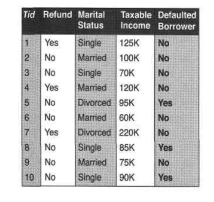 Tid Refund Marital Status Taxable Income Defaulted Borrower
1 Yes Single 125K No
2 No Married 100K No
3 No Single 70K No
4 Yes Married 120K No
5 No Divorced 95K Yes
6 No Married 60K No
7 Yes Divorced 220K No
8 No Single 85K Yes
9 No Married 75K No
10 No Single 90K Yes